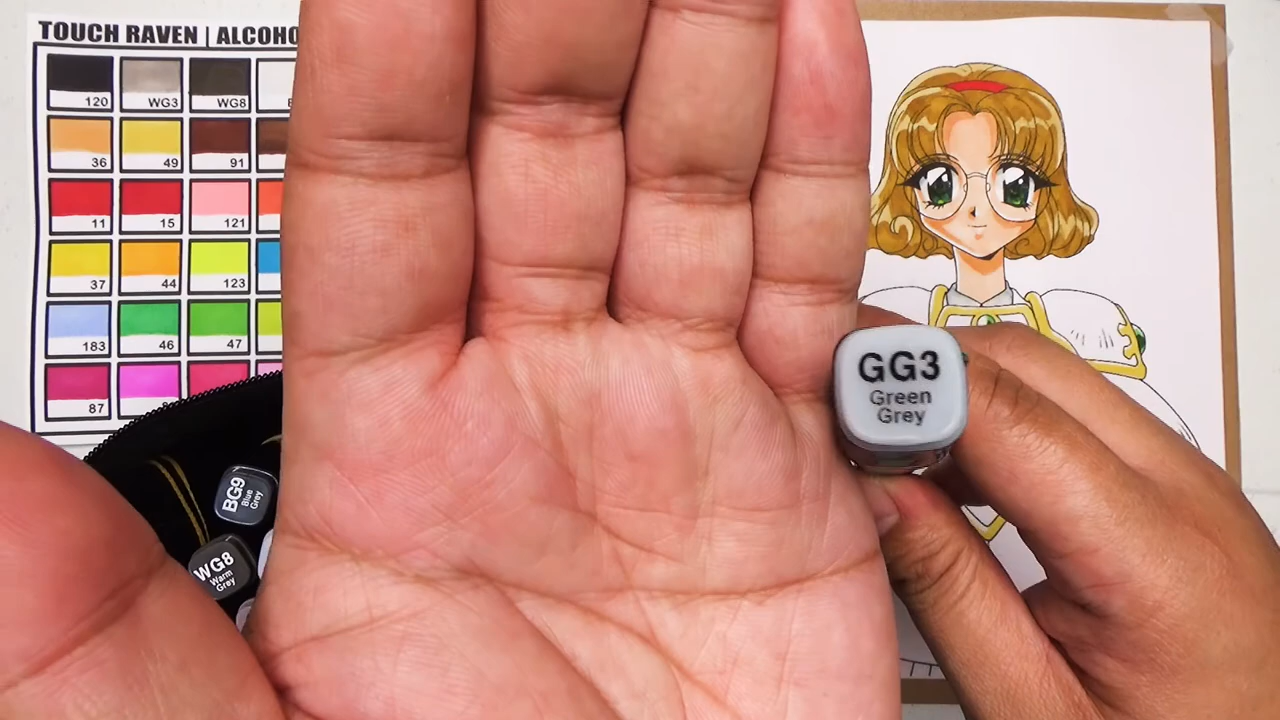 TOUCH RAVEN | ALCOHO
120
WG3
WG8
36
49
91
11
15
121
37
44
123
183
46
47
87
GG3
Green
Grey
BG9
Blue
Grey
WG8
Warm
Grey